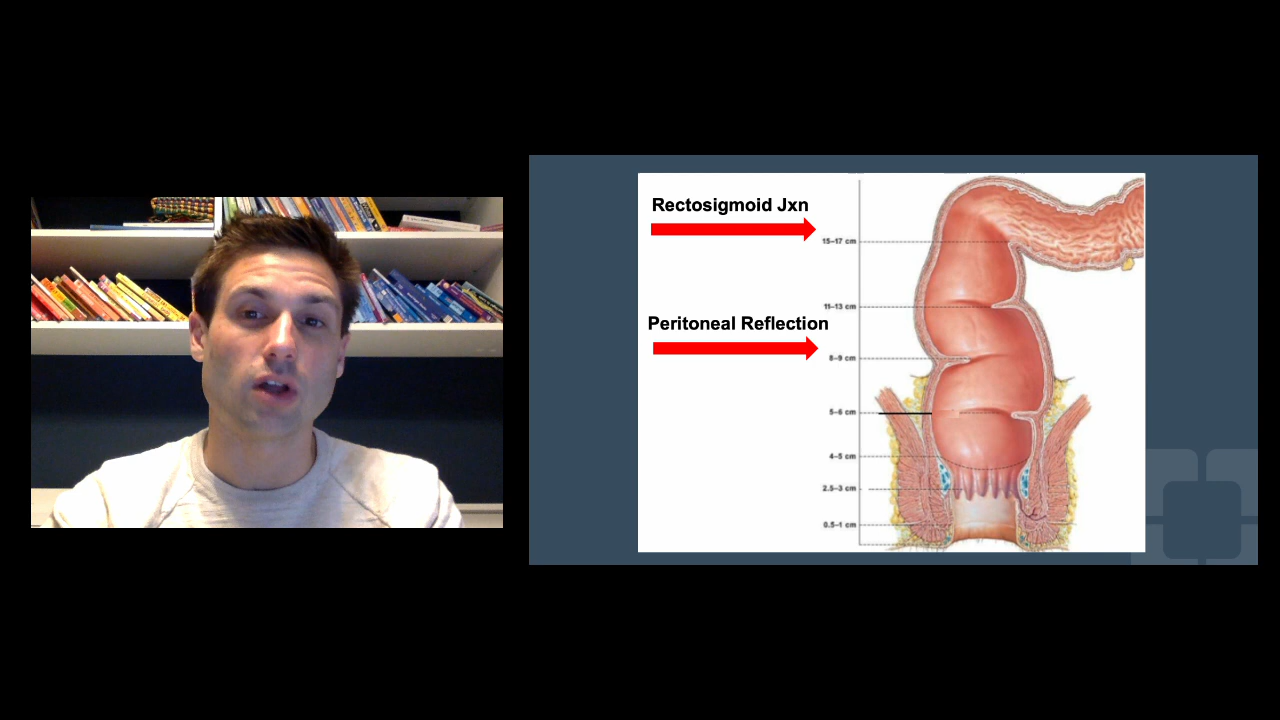 Rectosigmoid Jxn
15–17 cm
11–13 cm
Peritoneal Reflection
8–9 cm
5–6 cm
4–5 cm
2.5–3 cm
0.5–1 cm